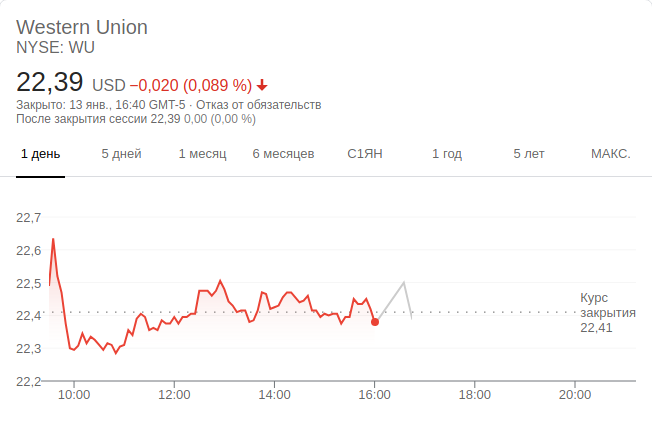 Western Union
NYSE: WU
22,39 USD −0,020 (0,089 %)
Закрыто: 13 янв., 16:40 GMT-5 · Отказ от обязательств
После закрытия сессии 22,39 0,00 (0,00 %)
1 день 5 дней 1 месяц 6 месяцев С1ЯН 1 год 5 лет МАКС.
22,7
22,6
22,5
22,4
22,3
22,2
Курс
закрытия
22,41
10:00 12:00 14:00 16:00 18:00 20:00